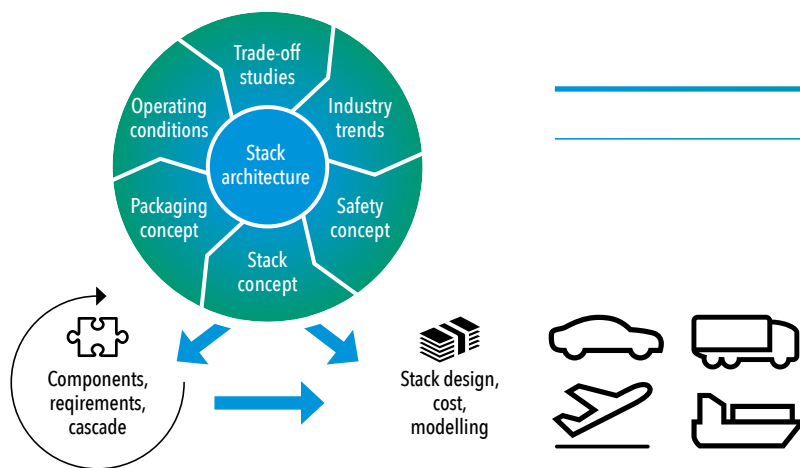 Trade-off
studies
Industry
trends
Safety
concept
Stack
concept
Packaging
concept
Operating
conditions
Stack
architecture
Components,
reqirements,
cascade
Stack design,
cost,
modelling